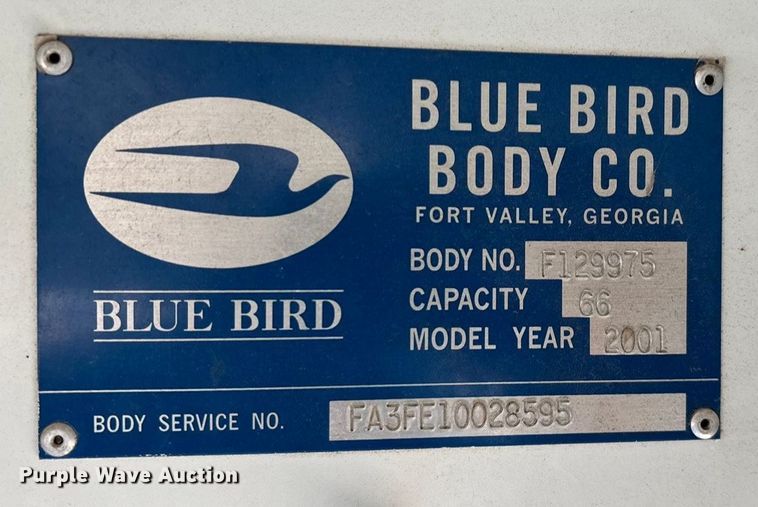 BLUE BIRD
BLUE BIRD
BODY CO.
FORT VALLEY, GEORGIA
BODY NO. F129975
CAPACITY 66
MODEL YEAR 2001
BODY SERVICE NO. FA3FE10028595
Purple Wave Auction